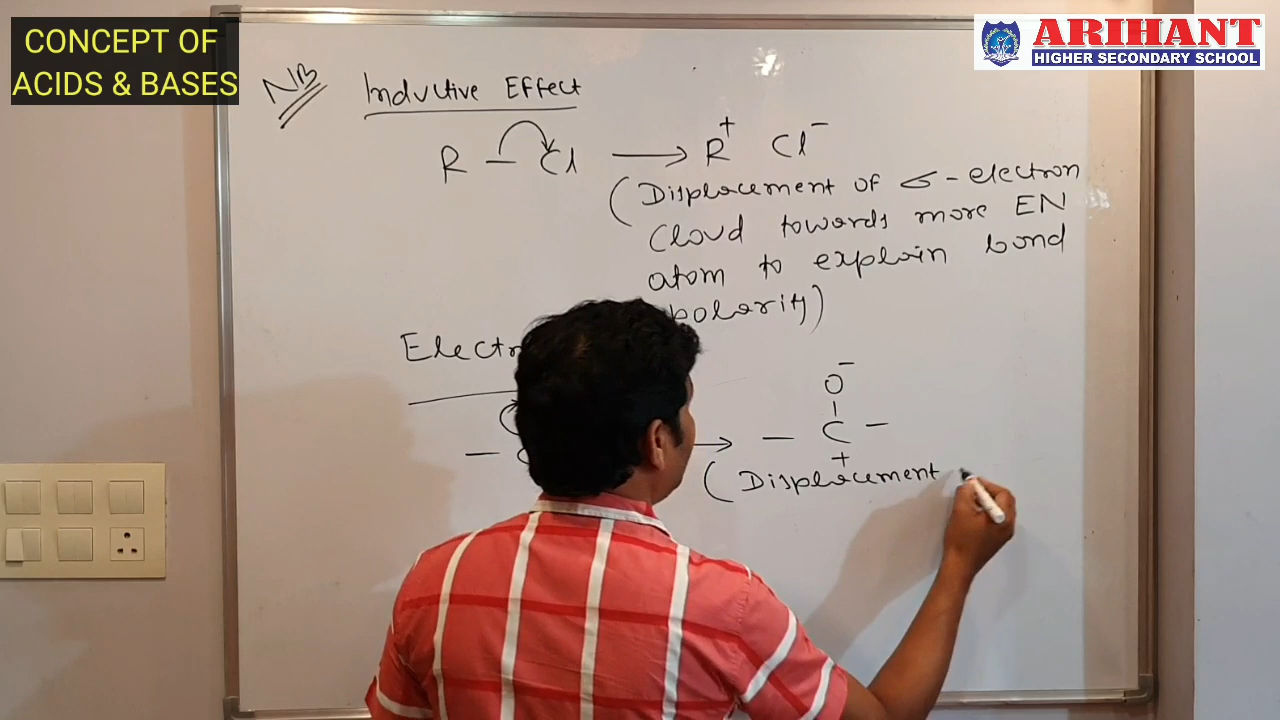 CONCEPT OF
ACIDS & BASES
ARIHANT
HIGHER SECONDARY SCHOOL
NB
Inductive Effect
R — Cl → R+ Cl−
(Displacement of σ-electron
cloud towards more EN
atom to explain bond
polarity)
Electr
O−
— C → — C —
+
(Displacement